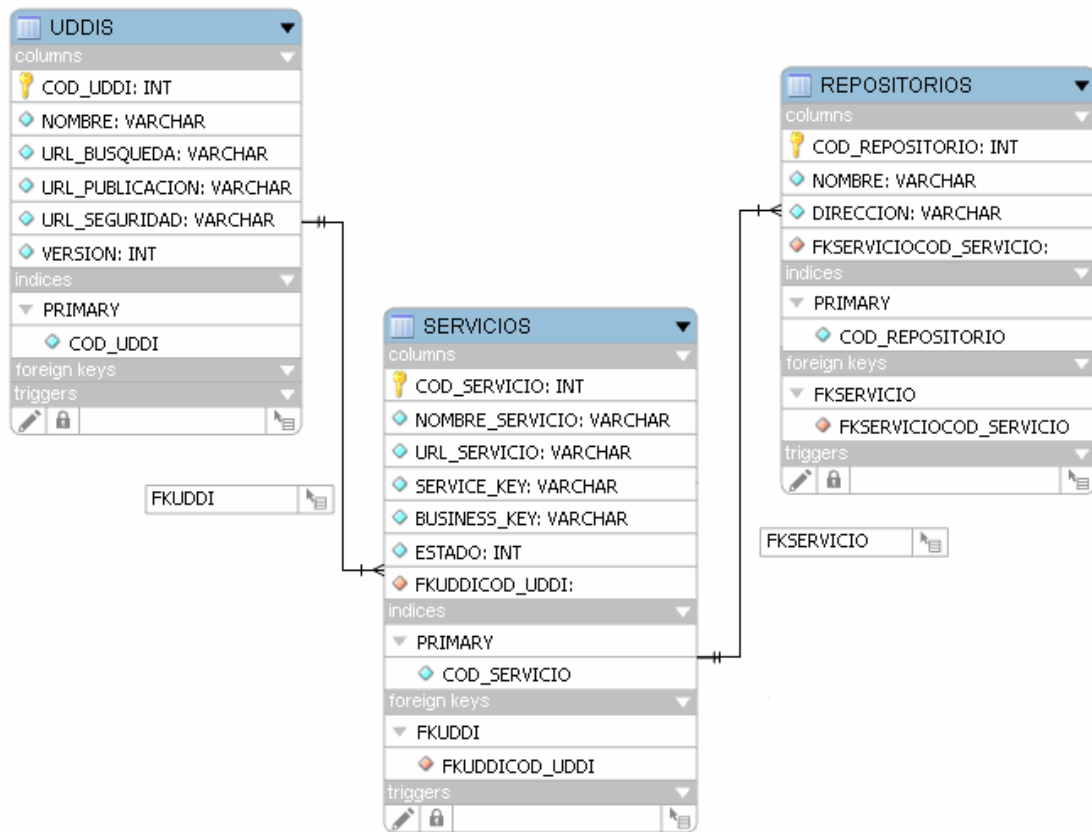 UDDIS
columns
COD_UDDI: INT
NOMBRE: VARCHAR
URL_BUSQUEDA: VARCHAR
URL_PUBLICACION: VARCHAR
URL_SEGURIDAD: VARCHAR
VERSION: INT
indices
PRIMARY
COD_UDDI
foreign keys
triggers
FKUDDI
SERVICIOS
columns
COD_SERVICIO: INT
NOMBRE_SERVICIO: VARCHAR
URL_SERVICIO: VARCHAR
SERVICE_KEY: VARCHAR
BUSINESS_KEY: VARCHAR
ESTADO: INT
FKUDDICOD_UDDI:
indices
PRIMARY
COD_SERVICIO
foreign keys
FKUDDI
FKUDDICOD_UDDI
triggers
REPOSITORIOS
columns
COD_REPOSITORIO: INT
NOMBRE: VARCHAR
DIRECCION: VARCHAR
FKSERVICIOCOD_SERVICIO:
indices
PRIMARY
COD_REPOSITORIO
foreign keys
FKSERVICIO
FKSERVICIOCOD_SERVICIO
triggers
FKSERVICIO